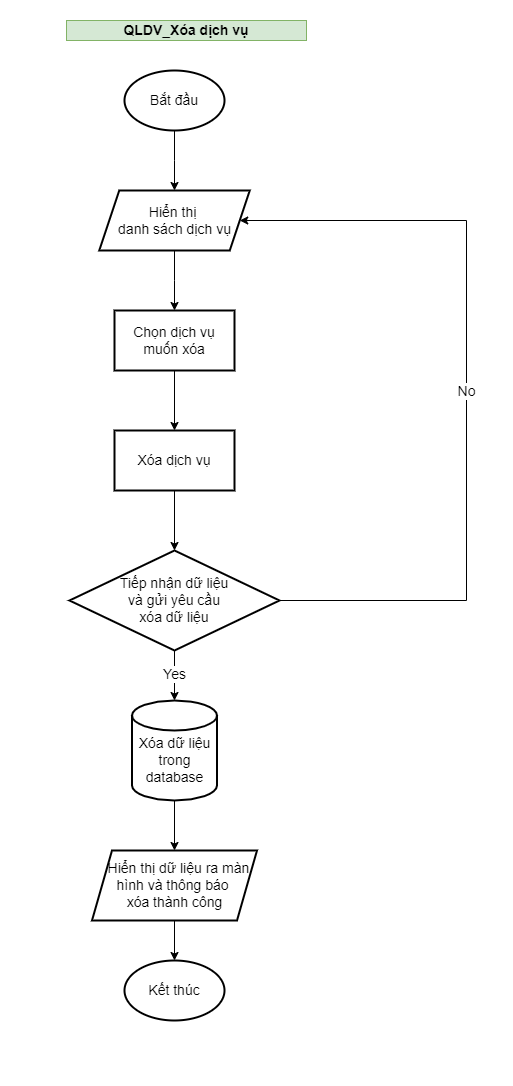 QLDV_Xóa dịch vụ
Bắt đầu
Hiển thị
danh sách dịch vụ
Chọn dịch vụ
muốn xóa
No
Xóa dịch vụ
Tiếp nhận dữ liệu
và gửi yêu cầu
xóa dữ liệu
Yes
Xóa dữ liệu
trong
database
Hiển thị dữ liệu ra màn
hình và thông báo
xóa thành công
Kết thúc